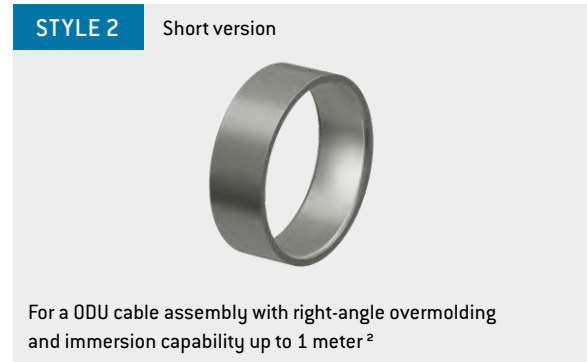 STYLE 2 Short version
For a ODU cable assembly with right-angle overmolding
and immersion capability up to 1 meter ²